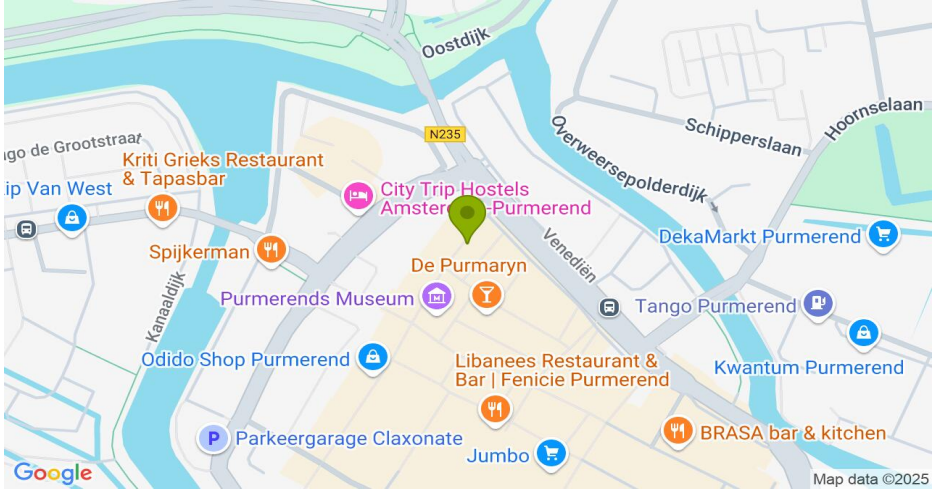 Oostdijk
N235
Overweersepolderdijk
Schipperslaan
Hoornselaan
go de Grootstraat
Kriti Grieks Restaurant
& Tapasbar
City Trip Hostels
Purmerend
kip Van West
Spijkerman
Venediën
DekaMarkt Purmerend
De Purmaryn
Kanaaldijk
Purmerends Museum
Tango Purmerend
Odido Shop Purmerend
Libanees Restaurant &
Bar | Fenicie Purmerend
Kwantum Purmerend
P
Parkeergarage Claxonate
BRASA bar & kitchen
Jumbo
Google
Map data ©2025